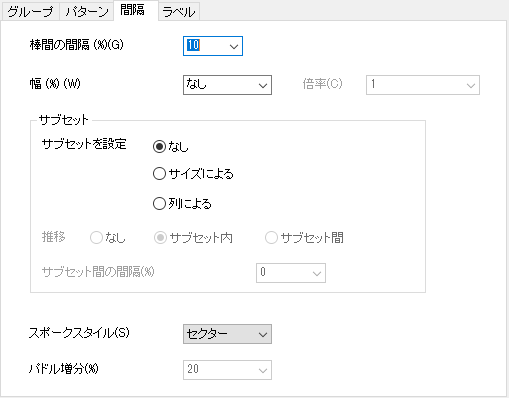 グループ パターン 間隔 ラベル
棒間の間隔 (%)(G) 10
幅 (%) (W) なし 倍率(C) 1
サブセット
サブセットを設定 なし
サイズによる
列による
推移 なし サブセット内 サブセット間
サブセット間の間隔(%) 0
スポークスタイル(S) セクター
パドル増分(%) 20